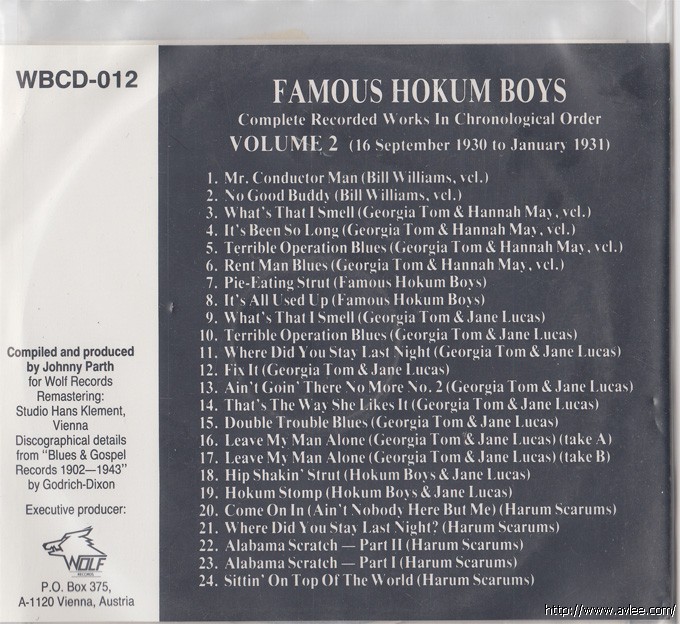 WBCD-012
FAMOUS HOKUM BOYS
Complete Recorded Works In Chronological Order
VOLUME 2 (16 September 1930 to January 1931)
1. Mr. Conductor Man (Bill Williams, vcl.)
2. No Good Buddy (Bill Williams, vcl.)
3. What's That I Smell (Georgia Tom & Hannah May, vcl.)
4. It's Been So Long (Georgia Tom & Hannah May, vcl.)
5. Terrible Operation Blues (Georgia Tom & Hannah May, vcl.)
6. Rent Man Blues (Georgia Tom & Hannah May, vcl.)
7. Pie-Eating Strut (Famous Hokum Boys)
8. It's All Used Up (Famous Hokum Boys)
9. What's That I Smell (Georgia Tom & Jane Lucas)
10. Terrible Operation Blues (Georgia Tom & Jane Lucas)
11. Where Did You Stay Last Night (Georgia Tom & Jane Lucas)
12. Fix It (Georgia Tom & Jane Lucas)
13. Ain't Goin' There No More No. 2 (Georgia Tom & Jane Lucas)
14. That's The Way She Likes It (Georgia Tom & Jane Lucas)
15. Double Trouble Blues (Georgia Tom & Jane Lucas)
16. Leave My Man Alone (Georgia Tom & Jane Lucas) (take A)
17. Leave My Man Alone (Georgia Tom & Jane Lucas) (take B)
18. Hip Shakin' Strut (Hokum Boys & Jane Lucas)
19. Hokum Stomp (Hokum Boys & Jane Lucas)
20. Come On In (Ain't Nobody Here But Me) (Harum Scarums)
21. Where Did You Stay Last Night? (Harum Scarums)
22. Alabama Scratch — Part II (Harum Scarums)
23. Alabama Scratch — Part I (Harum Scarums)
24. Sittin' On Top Of The World (Harum Scarums)
Compiled and produced
by Johnny Parth
for Wolf Records
Remastering:
Studio Hans Klement,
Vienna
Discographical details
from "Blues & Gospel
Records 1902—1943"
by Godrich-Dixon
Executive producer:
WOLF
RECORDS
P.O. Box 375,
A-1120 Vienna, Austria
http://www.avlee.com/